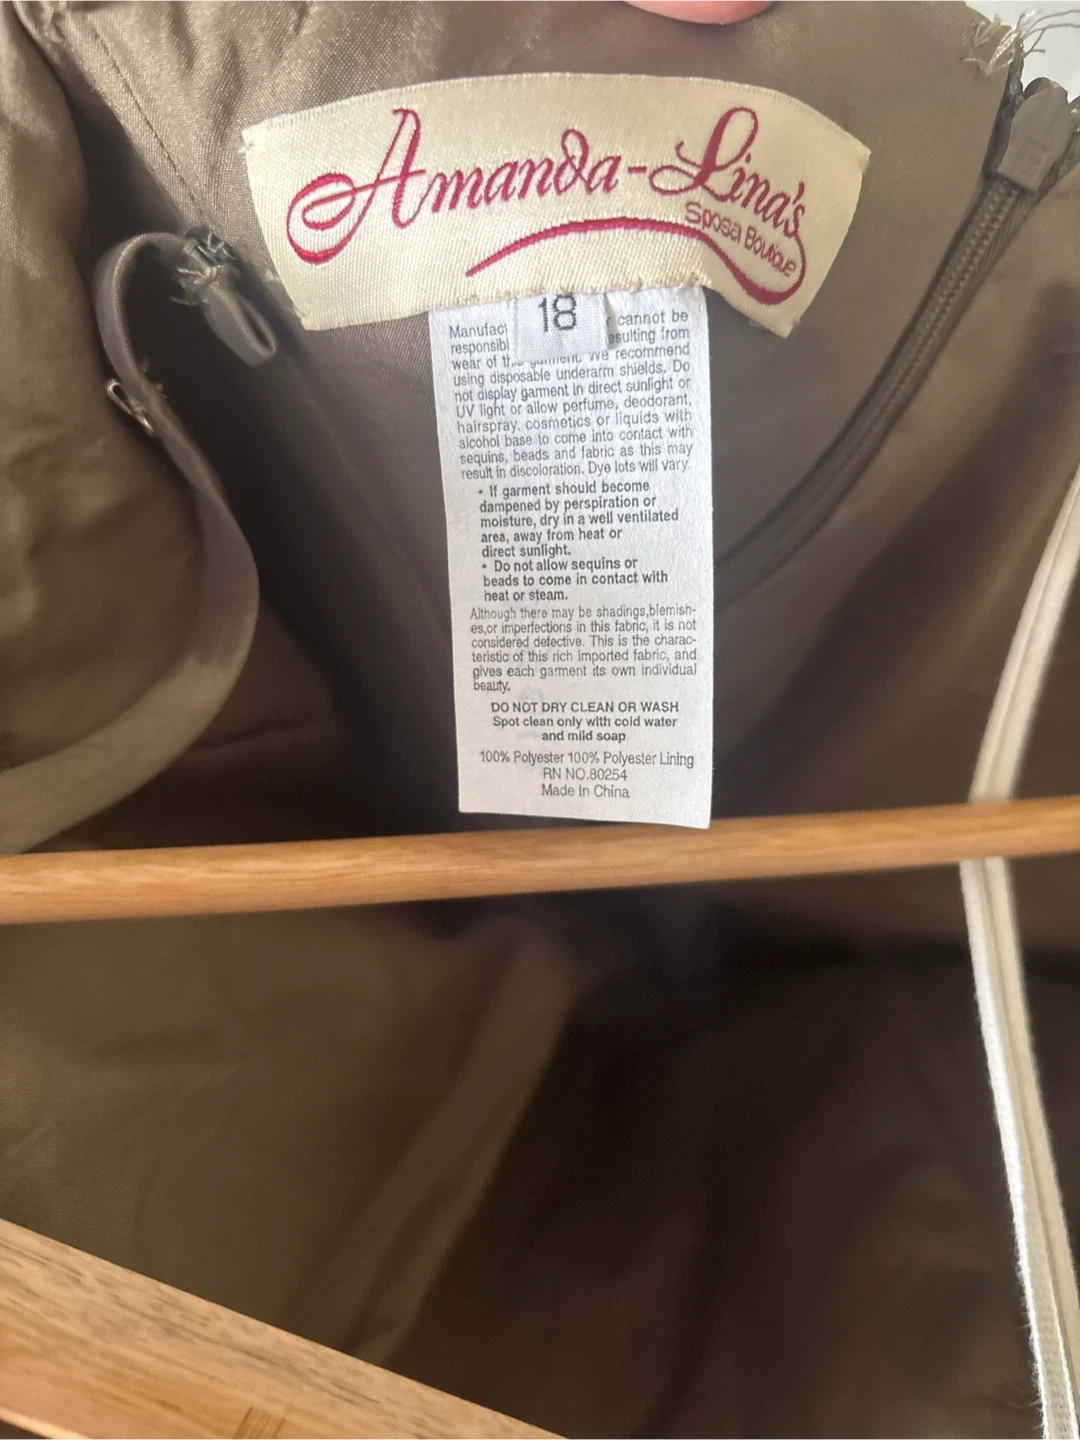 Amanda-Lina's
Sposa Boutique
18
Manufac cannot be
responsibl esulting from
wear of garment. We recommend
using disposable underarm shields. Do
not display garment in direct sunlight or
UV light or allow perfume, deodorant,
hairspray, cosmetics or liquids with
alcohol base to come into contact with
sequins, beads and fabric as this may
result in discoloration. Dye lots will vary.
• If garment should become
dampened by perspiration or
moisture, dry in a well ventilated
area, away from heat or
direct sunlight.
• Do not allow sequins or
beads to come in contact with
heat or steam.
Although there may be shadings,blemish-
es,or imperfections in this fabric, it is not
considered defective. This is the charac-
teristic of this rich imported fabric, and
gives each garment its own individual
beauty.
DO NOT DRY CLEAN OR WASH
Spot clean only with cold water
and mild soap
100% Polyester 100% Polyester Lining
RN NO.80254
Made In China